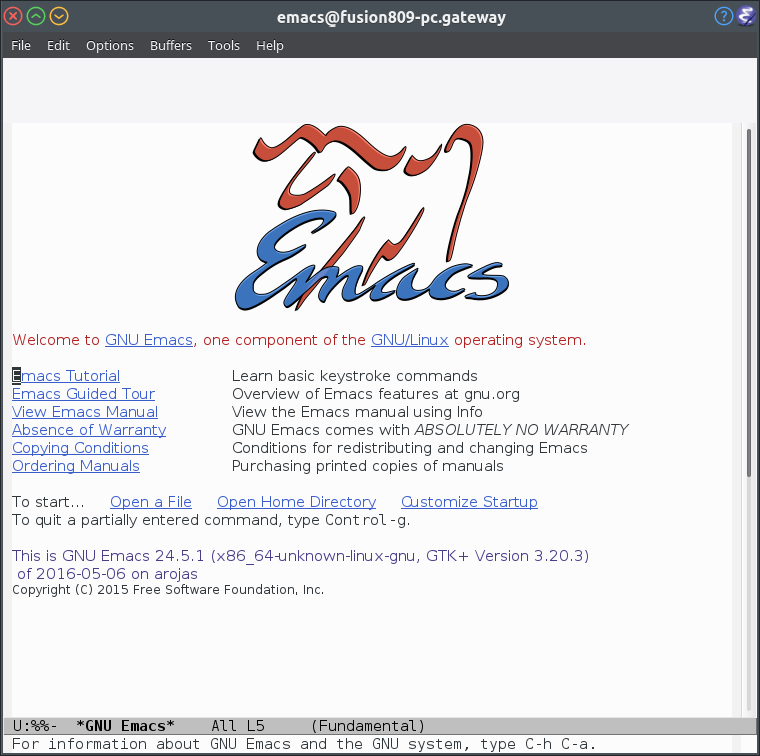 emacs@fusion809-pc.gateway
File Edit Options Buffers Tools Help
Emacs
Welcome to GNU Emacs, one component of the GNU/Linux operating system.
Emacs Tutorial Learn basic keystroke commands
Emacs Guided Tour Overview of Emacs features at gnu.org
View Emacs Manual View the Emacs manual using Info
Absence of Warranty GNU Emacs comes with ABSOLUTELY NO WARRANTY
Copying Conditions Conditions for redistributing and changing Emacs
Ordering Manuals Purchasing printed copies of manuals
To start... Open a File Open Home Directory Customize Startup
To quit a partially entered command, type Control-g.
This is GNU Emacs 24.5.1 (x86_64-unknown-linux-gnu, GTK+ Version 3.20.3)
of 2016-05-06 on arojas
Copyright (C) 2015 Free Software Foundation, Inc.
U:%%- *GNU Emacs* All L5 (Fundamental)
For information about GNU Emacs and the GNU system, type C-h C-a.